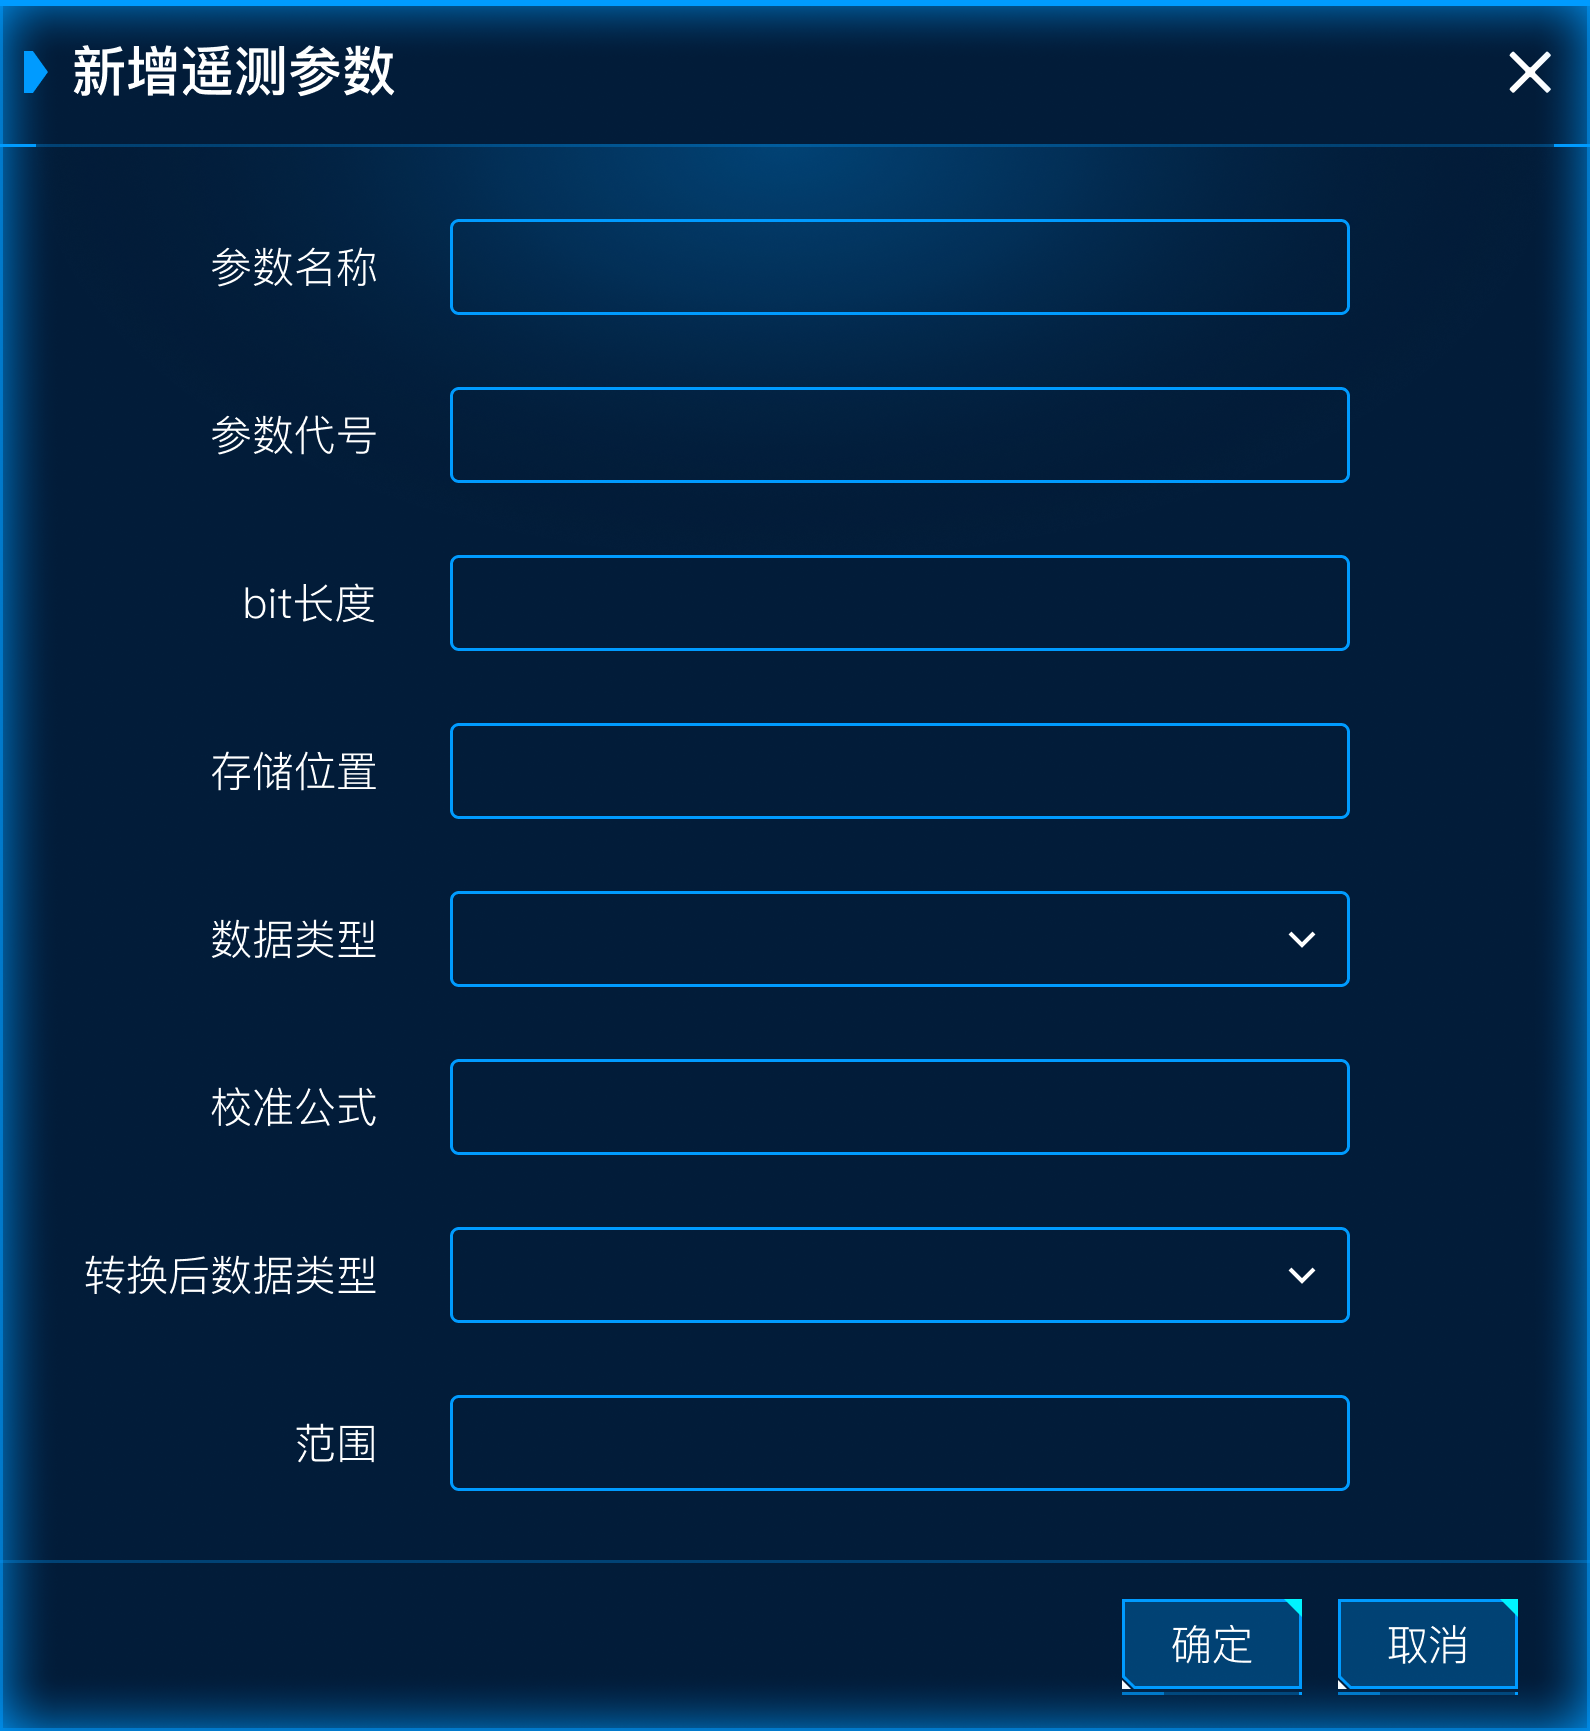 新增遥测参数
参数名称
参数代号
bit长度
存储位置
数据类型
校准公式
转换后数据类型
范围
确定 取消